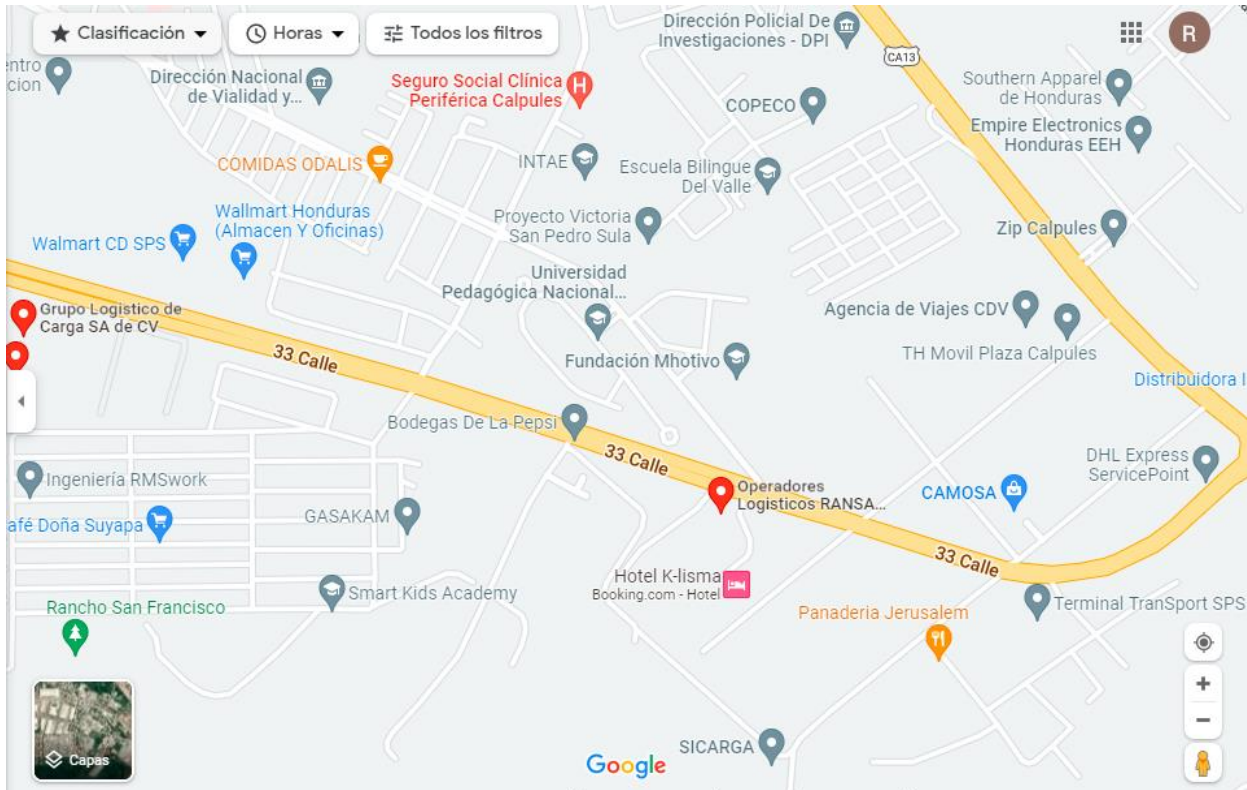 Clasificación
Horas
Todos los filtros
R
Dirección Policial De
Investigaciones - DPI
CA13
entro
cion
Dirección Nacional
de Vialidad y...
Seguro Social Clínica
Periférica Calpules
H
COPECO
Southern Apparel
de Honduras
Empire Electronics
Honduras EEH
COMIDAS ODALIS
INTAE
Escuela Bilingue
Del Valle
Wallmart Honduras
(Almacen Y Oficinas)
Walmart CD SPS
Proyecto Victoria
San Pedro Sula
Zip Calpules
Universidad
Pedagógica Nacional...
Grupo Logistico de
Carga SA de CV
Agencia de Viajes CDV
TH Movil Plaza Calpules
33 Calle
Fundación Mhotivo
Distribuidora I
Bodegas De La Pepsi
33 Calle
DHL Express
ServicePoint
Ingeniería RMSwork
Operadores
Logisticos RANSA...
CAMOSA
afé Doña Suyapa
GASAKAM
33 Calle
Hotel K-lisma
Booking.com - Hotel
Smart Kids Academy
Rancho San Francisco
Panaderia Jerusalem
Terminal TranSport SPS
Capas
SICARGA
Google